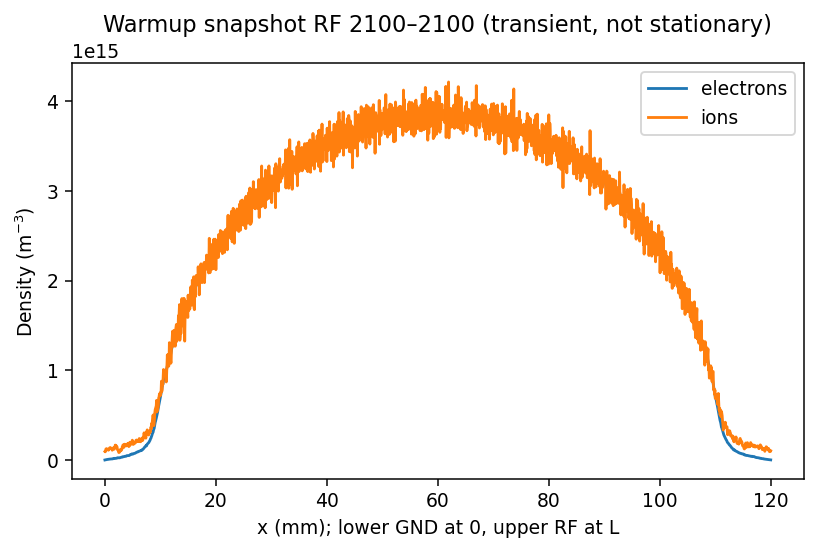 Warmup snapshot RF 2100–2100 (transient, not stationary)
1e15
electrons
ions
4
3
2
1
0
Density (m⁻³)
0 20 40 60 80 100 120
x (mm); lower GND at 0, upper RF at L